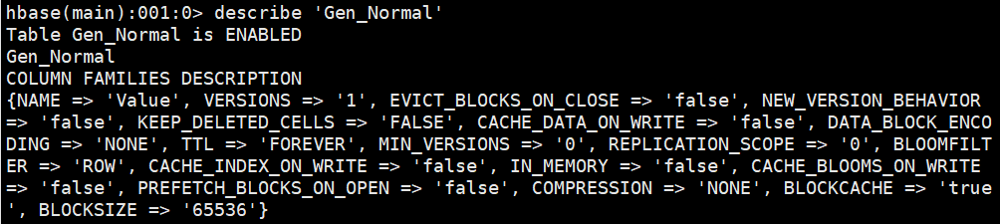 hbase(main):001:0> describe 'Gen_Normal'
Table Gen_Normal is ENABLED
Gen_Normal
COLUMN FAMILIES DESCRIPTION
{NAME => 'Value', VERSIONS => '1', EVICT_BLOCKS_ON_CLOSE => 'false', NEW_VERSION_BEHAVIOR
=> 'false', KEEP_DELETED_CELLS => 'FALSE', CACHE_DATA_ON_WRITE => 'false', DATA_BLOCK_ENCO
DING => 'NONE', TTL => 'FOREVER', MIN_VERSIONS => '0', REPLICATION_SCOPE => '0', BLOOMFILT
ER => 'ROW', CACHE_INDEX_ON_WRITE => 'false', IN_MEMORY => 'false', CACHE_BLOOMS_ON_WRITE
=> 'false', PREFETCH_BLOCKS_ON_OPEN => 'false', COMPRESSION => 'NONE', BLOCKCACHE => 'true
', BLOCKSIZE => '65536'}